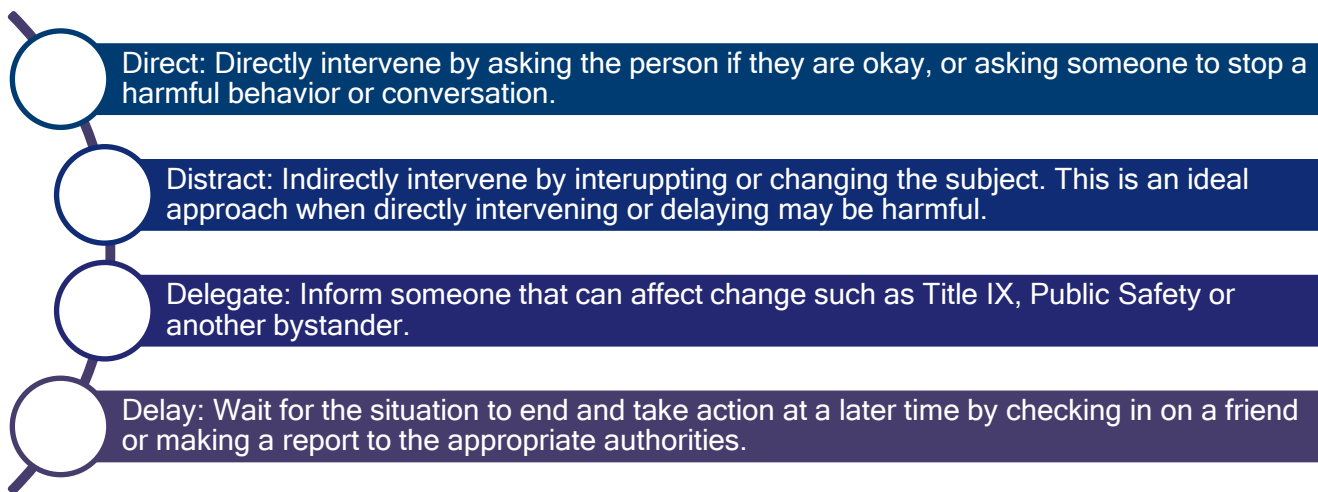 Direct: Directly intervene by asking the person if they are okay, or asking someone to stop a
harmful behavior or conversation.
Distract: Indirectly intervene by interuppting or changing the subject. This is an ideal
approach when directly intervening or delaying may be harmful.
Delegate: Inform someone that can affect change such as Title IX, Public Safety or
another bystander.
Delay: Wait for the situation to end and take action at a later time by checking in on a friend
or making a report to the appropriate authorities.